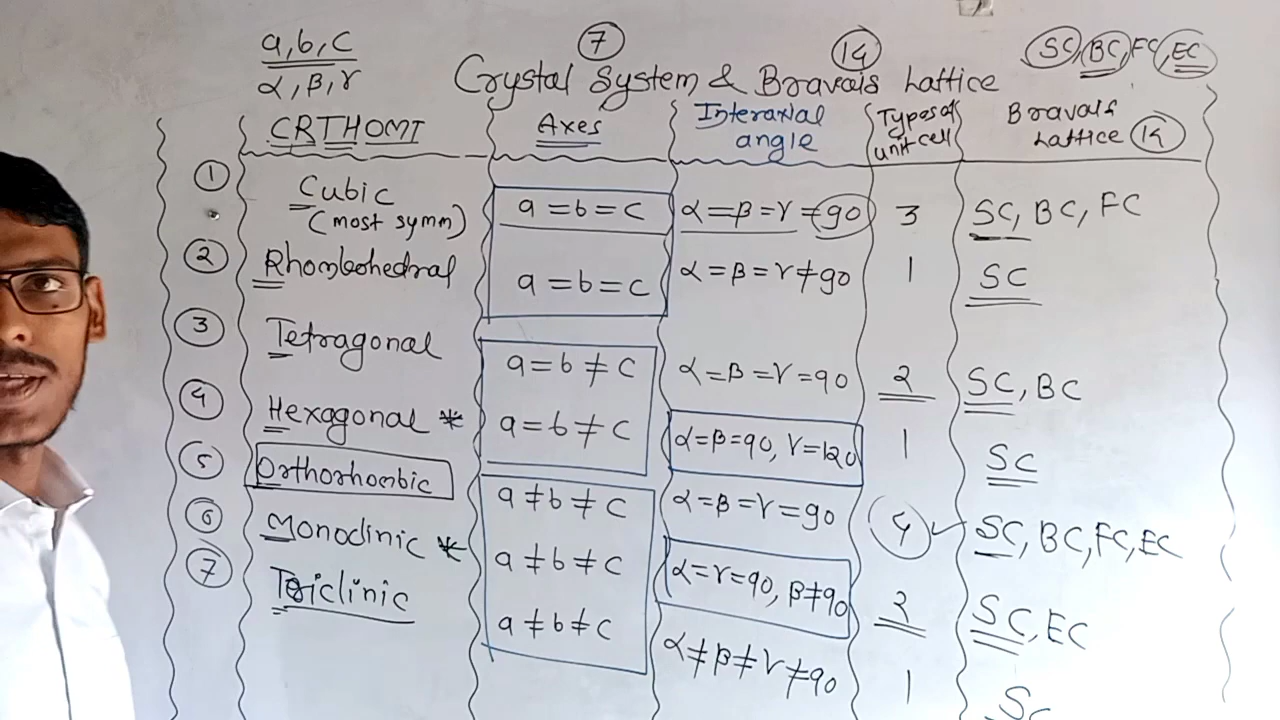 a, b, c
α, β, γ
7
14
SC, BC, FC, EC
Crystal System & Bravais Lattice
CRTHOMT
Axes
Interaxial angle
Types of unit cell
Bravais Lattice 14
1 Cubic (most symm) a = b = c α = β = γ = 90 3 SC, BC, FC
2 Rhombohedral a = b = c α = β = γ ≠ 90 1 SC
3 Tetragonal a = b ≠ c α = β = γ = 90 2 SC, BC
4 Hexagonal * a = b ≠ c α = β = 90, γ = 120 1 SC
5 Orthorhombic a ≠ b ≠ c α = β = γ = 90 4 SC, BC, FC, EC
6 Monoclinic * a ≠ b ≠ c α = γ = 90, β ≠ 90 2 SC, EC
7 Triclinic a ≠ b ≠ c α ≠ β ≠ γ ≠ 90 1 SC